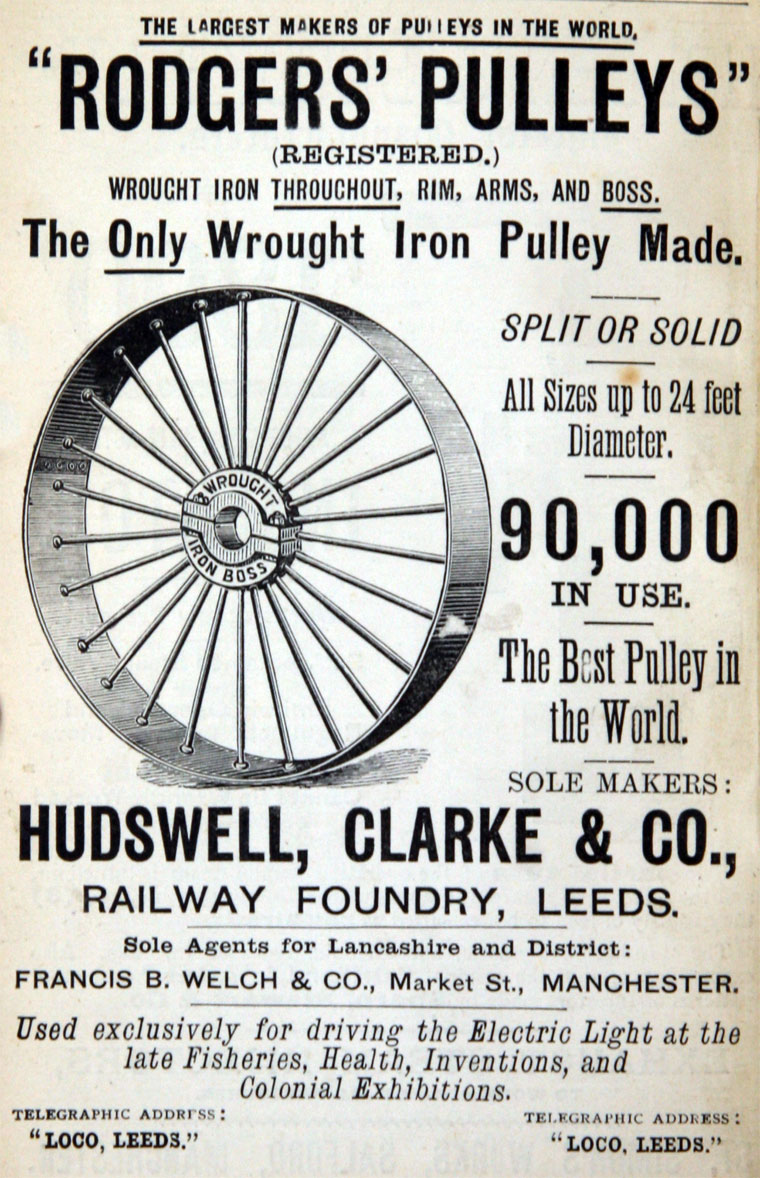 THE LARGEST MAKERS OF PULLEYS IN THE WORLD.
"RODGERS' PULLEYS"
(REGISTERED.)
WROUGHT IRON THROUGHOUT, RIM, ARMS, AND BOSS.
The Only Wrought Iron Pulley Made.
SPLIT OR SOLID
All Sizes up to 24 feet
Diameter.
WROUGHT
IRON BOSS
90,000
IN USE.
The Best Pulley in
the World.
SOLE MAKERS:
HUDSWELL, CLARKE & CO.,
RAILWAY FOUNDRY, LEEDS.
Sole Agents for Lancashire and District:
FRANCIS B. WELCH & CO., Market St., MANCHESTER.
Used exclusively for driving the Electric Light at the
late Fisheries, Health, Inventions, and
Colonial Exhibitions.
TELEGRAPHIC ADDRESS: TELEGRAPHIC ADDRESS:
"LOCO, LEEDS." "LOCO, LEEDS."